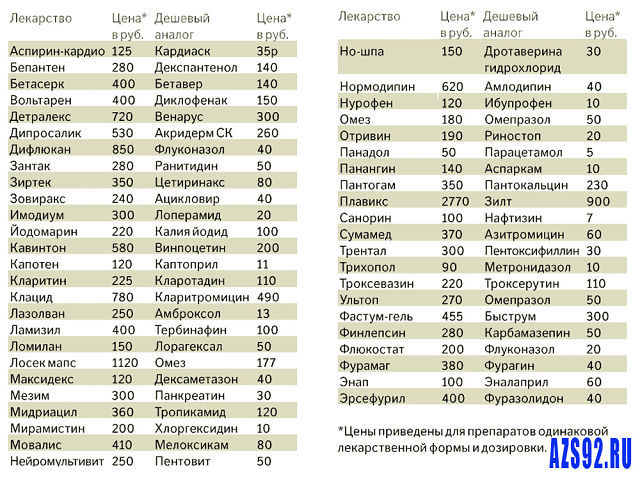 Лекарство Цена* Дешевый Цена*
в руб. аналог в руб.
Аспирин-кардио 125 Кардиаск 35р
Бепантен 280 Декспантенол 140
Бетасерк 400 Бетавер 140
Вольтарен 400 Диклофенак 150
Детралекс 720 Венарус 300
Дипросалик 530 Акридерм СК 260
Дифлюкан 850 Флуконазол 40
Зантак 280 Ранитидин 50
Зиртек 350 Цетиринакс 80
Зовиракс 240 Ацикловир 40
Имодиум 300 Лоперамид 20
Йодомарин 220 Калия йодид 100
Кавинтон 580 Винпоцетин 200
Капотен 120 Каптоприл 11
Кларитин 225 Кларотадин 110
Клацид 780 Кларитромицин 490
Лазолван 250 Амброксол 13
Ламизил 400 Тербинафин 100
Ломилан 150 Лорагексал 50
Лосек мапс 1120 Омез 177
Максидекс 120 Дексаметазон 40
Мезим 300 Панкреатин 30
Мидриацил 360 Тропикамид 120
Мирамистин 200 Хлоргексидин 10
Мовалис 410 Мелоксикам 80
Нейромультивит 250 Пентовит 50
Лекарство Цена* Дешевый Цена*
в руб. аналог в руб.
Но-шпа 150 Дротаверина 30
гидрохлорид
Нормодипин 620 Амлодипин 40
Нурофен 120 Ибупрофен 10
Омез 180 Омепразол 50
Отривин 190 Риностоп 20
Панадол 50 Парацетамол 5
Панангин 140 Аспаркам 10
Пантогам 350 Пантокальцин 230
Плавикс 2770 Зилт 900
Санорин 100 Нафтизин 7
Сумамед 370 Азитромицин 60
Трентал 300 Пентоксифиллин 30
Трихопол 90 Метронидазол 10
Троксевазин 220 Троксерутин 110
Ультоп 270 Омепразол 50
Фастум-гель 455 Быструм 300
Финлепсин 280 Карбамазепин 50
Флюкостат 200 Флуконазол 20
Фурамаг 380 Фурагин 40
Энап 100 Эналаприл 60
Эрсефурил 400 Фуразолидон 40
*Цены приведены для препаратов одинаковой
лекарственной формы и дозировки.
AZS92.RU